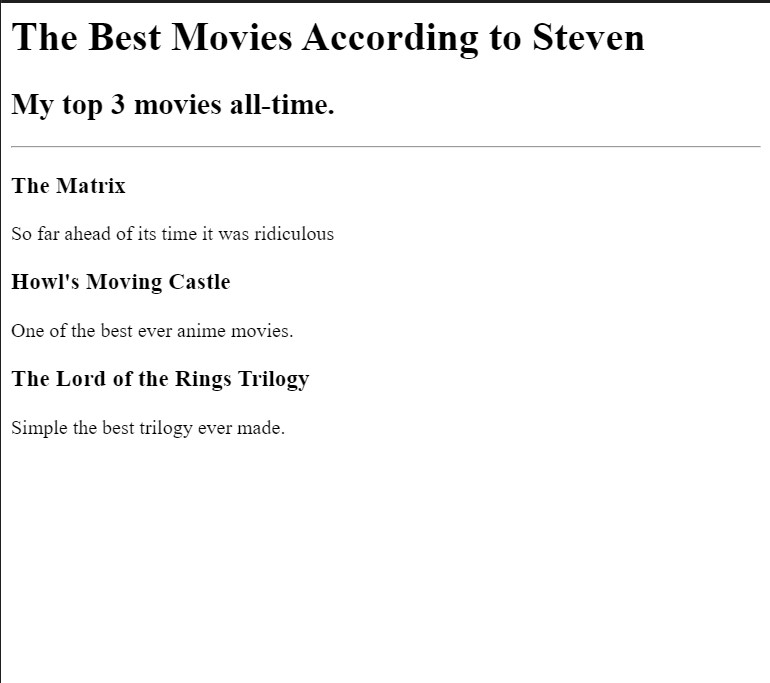 The Best Movies According to Steven
My top 3 movies all-time.
The Matrix
So far ahead of its time it was ridiculous
Howl's Moving Castle
One of the best ever anime movies.
The Lord of the Rings Trilogy
Simple the best trilogy ever made.